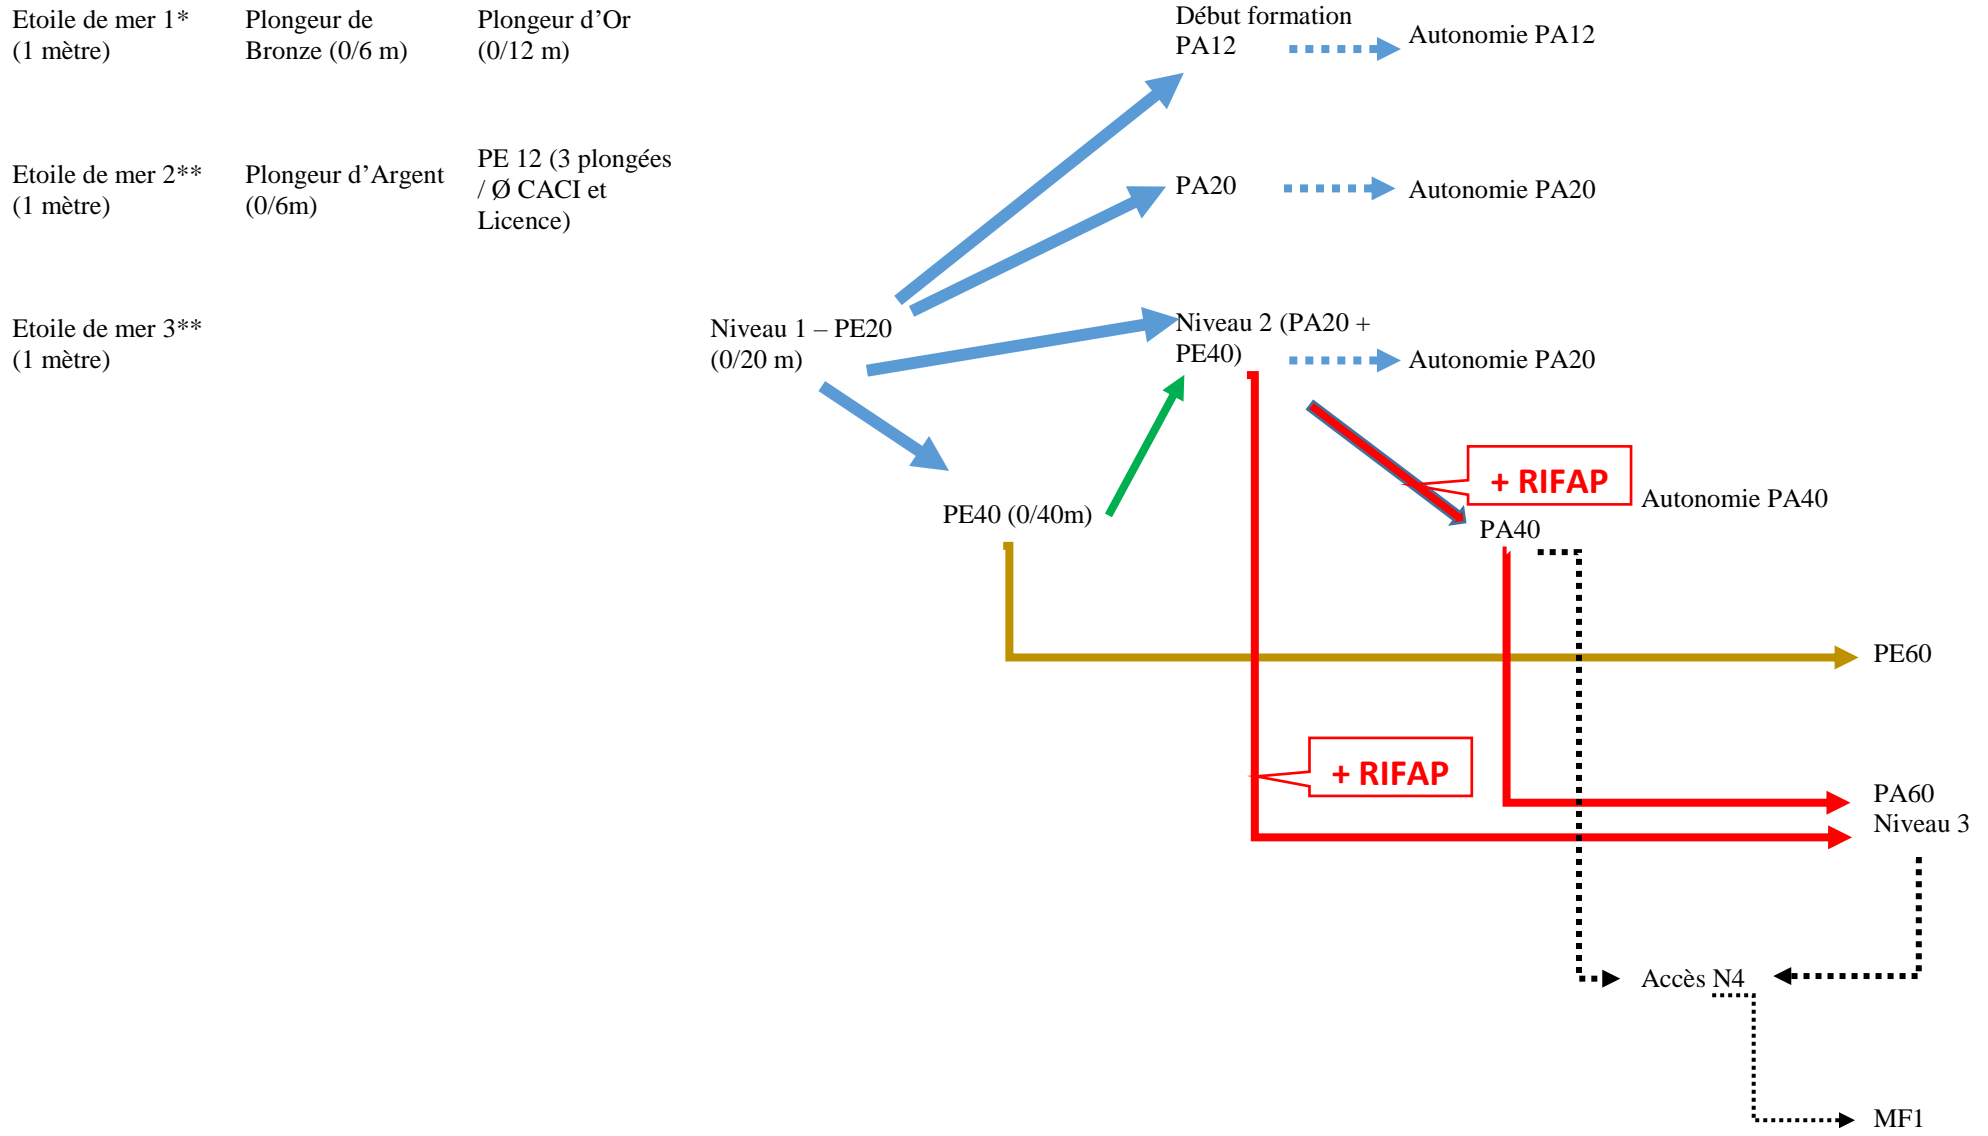 Etoile de mer 1*
(1 mètre)
Plongeur de
Bronze (0/6 m)
Plongeur d’Or
(0/12 m)
Début formation
PA12
Autonomie PA12
Etoile de mer 2**
(1 mètre)
Plongeur d’Argent
(0/6m)
PE 12 (3 plongées
/ Ø CACI et
Licence)
PA20
Autonomie PA20
Etoile de mer 3**
(1 mètre)
Niveau 1 – PE20
(0/20 m)
Niveau 2 (PA20 +
PE40)
Autonomie PA20
PE40 (0/40m)
+ RIFAP
Autonomie PA40
PA40
PE60
+ RIFAP
PA60
Niveau 3
Accès N4
MF1